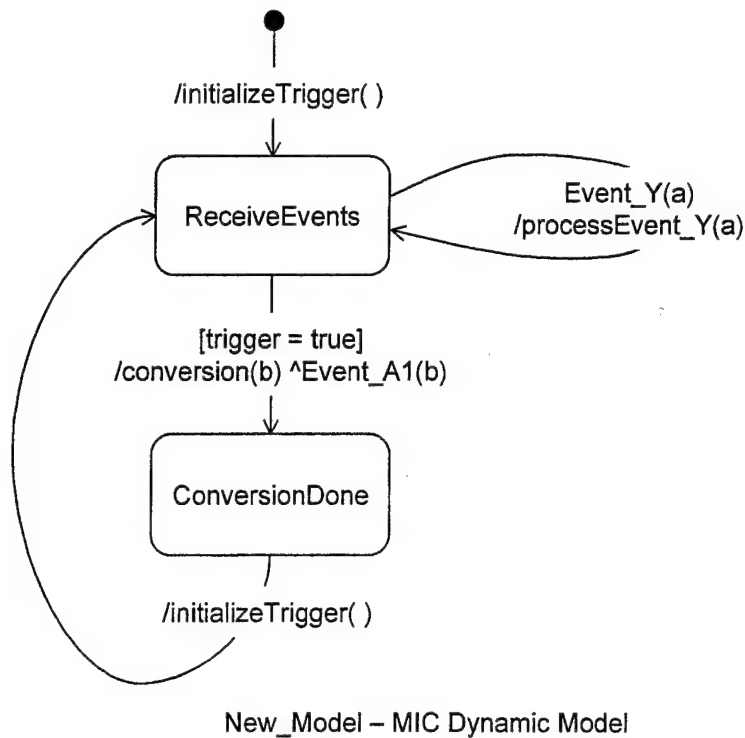 /initializeTrigger( )
ReceiveEvents
Event_Y(a)
/processEvent_Y(a)
[trigger = true]
/conversion(b) ^Event_A1(b)
ConversionDone
/initializeTrigger( )
New_Model – MIC Dynamic Model